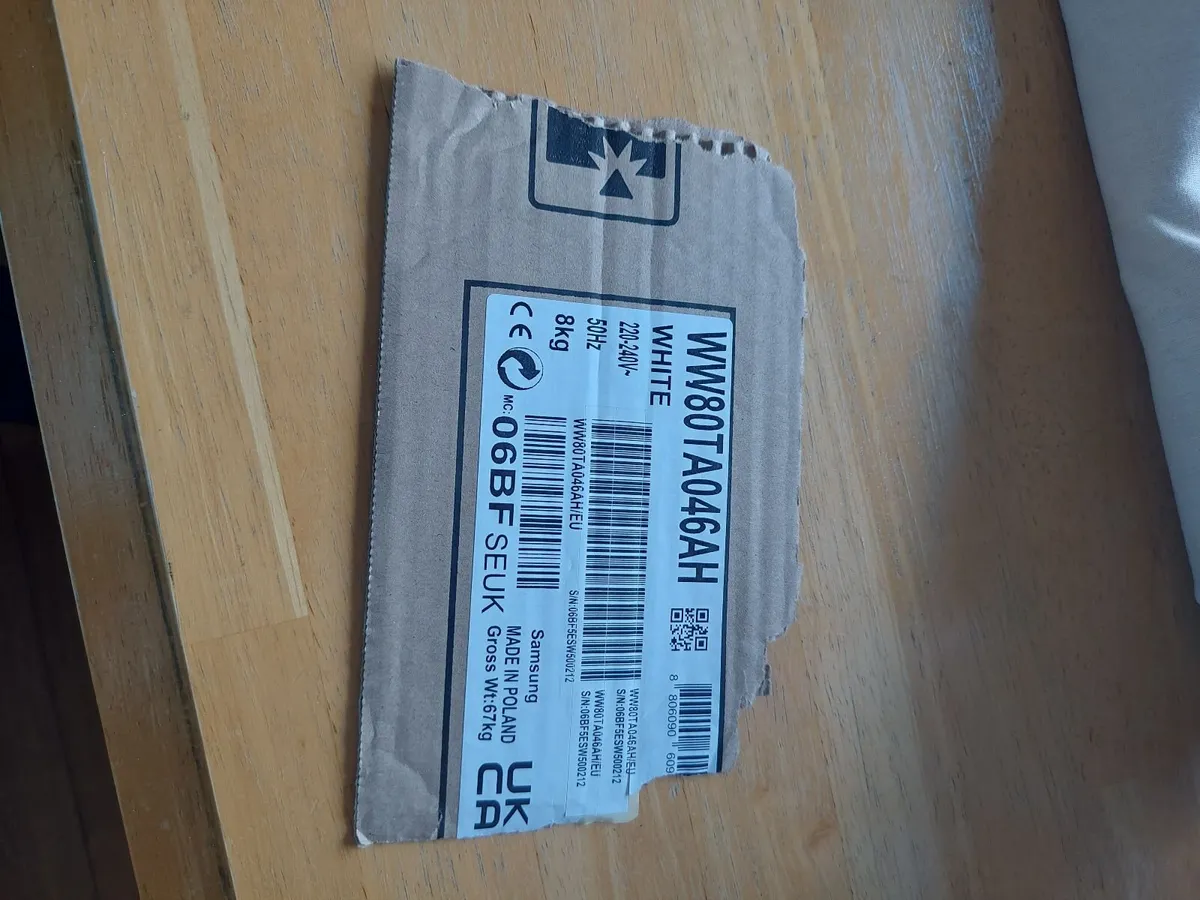 WW80TA046AH
WHITE
220-240V~
50Hz
8kg
8 806090 609
WW80TA046AH/EU
S/N:06BF5ESW500212
WW80TA046AH/EU
S/N:06BF5ESW500212
WW80TA046AH/EU
S/N:06BF5ESW500212
CE
MC: 06BF SEUK
Samsung
MADE IN POLAND
Gross Wt:67kg
UK
CA